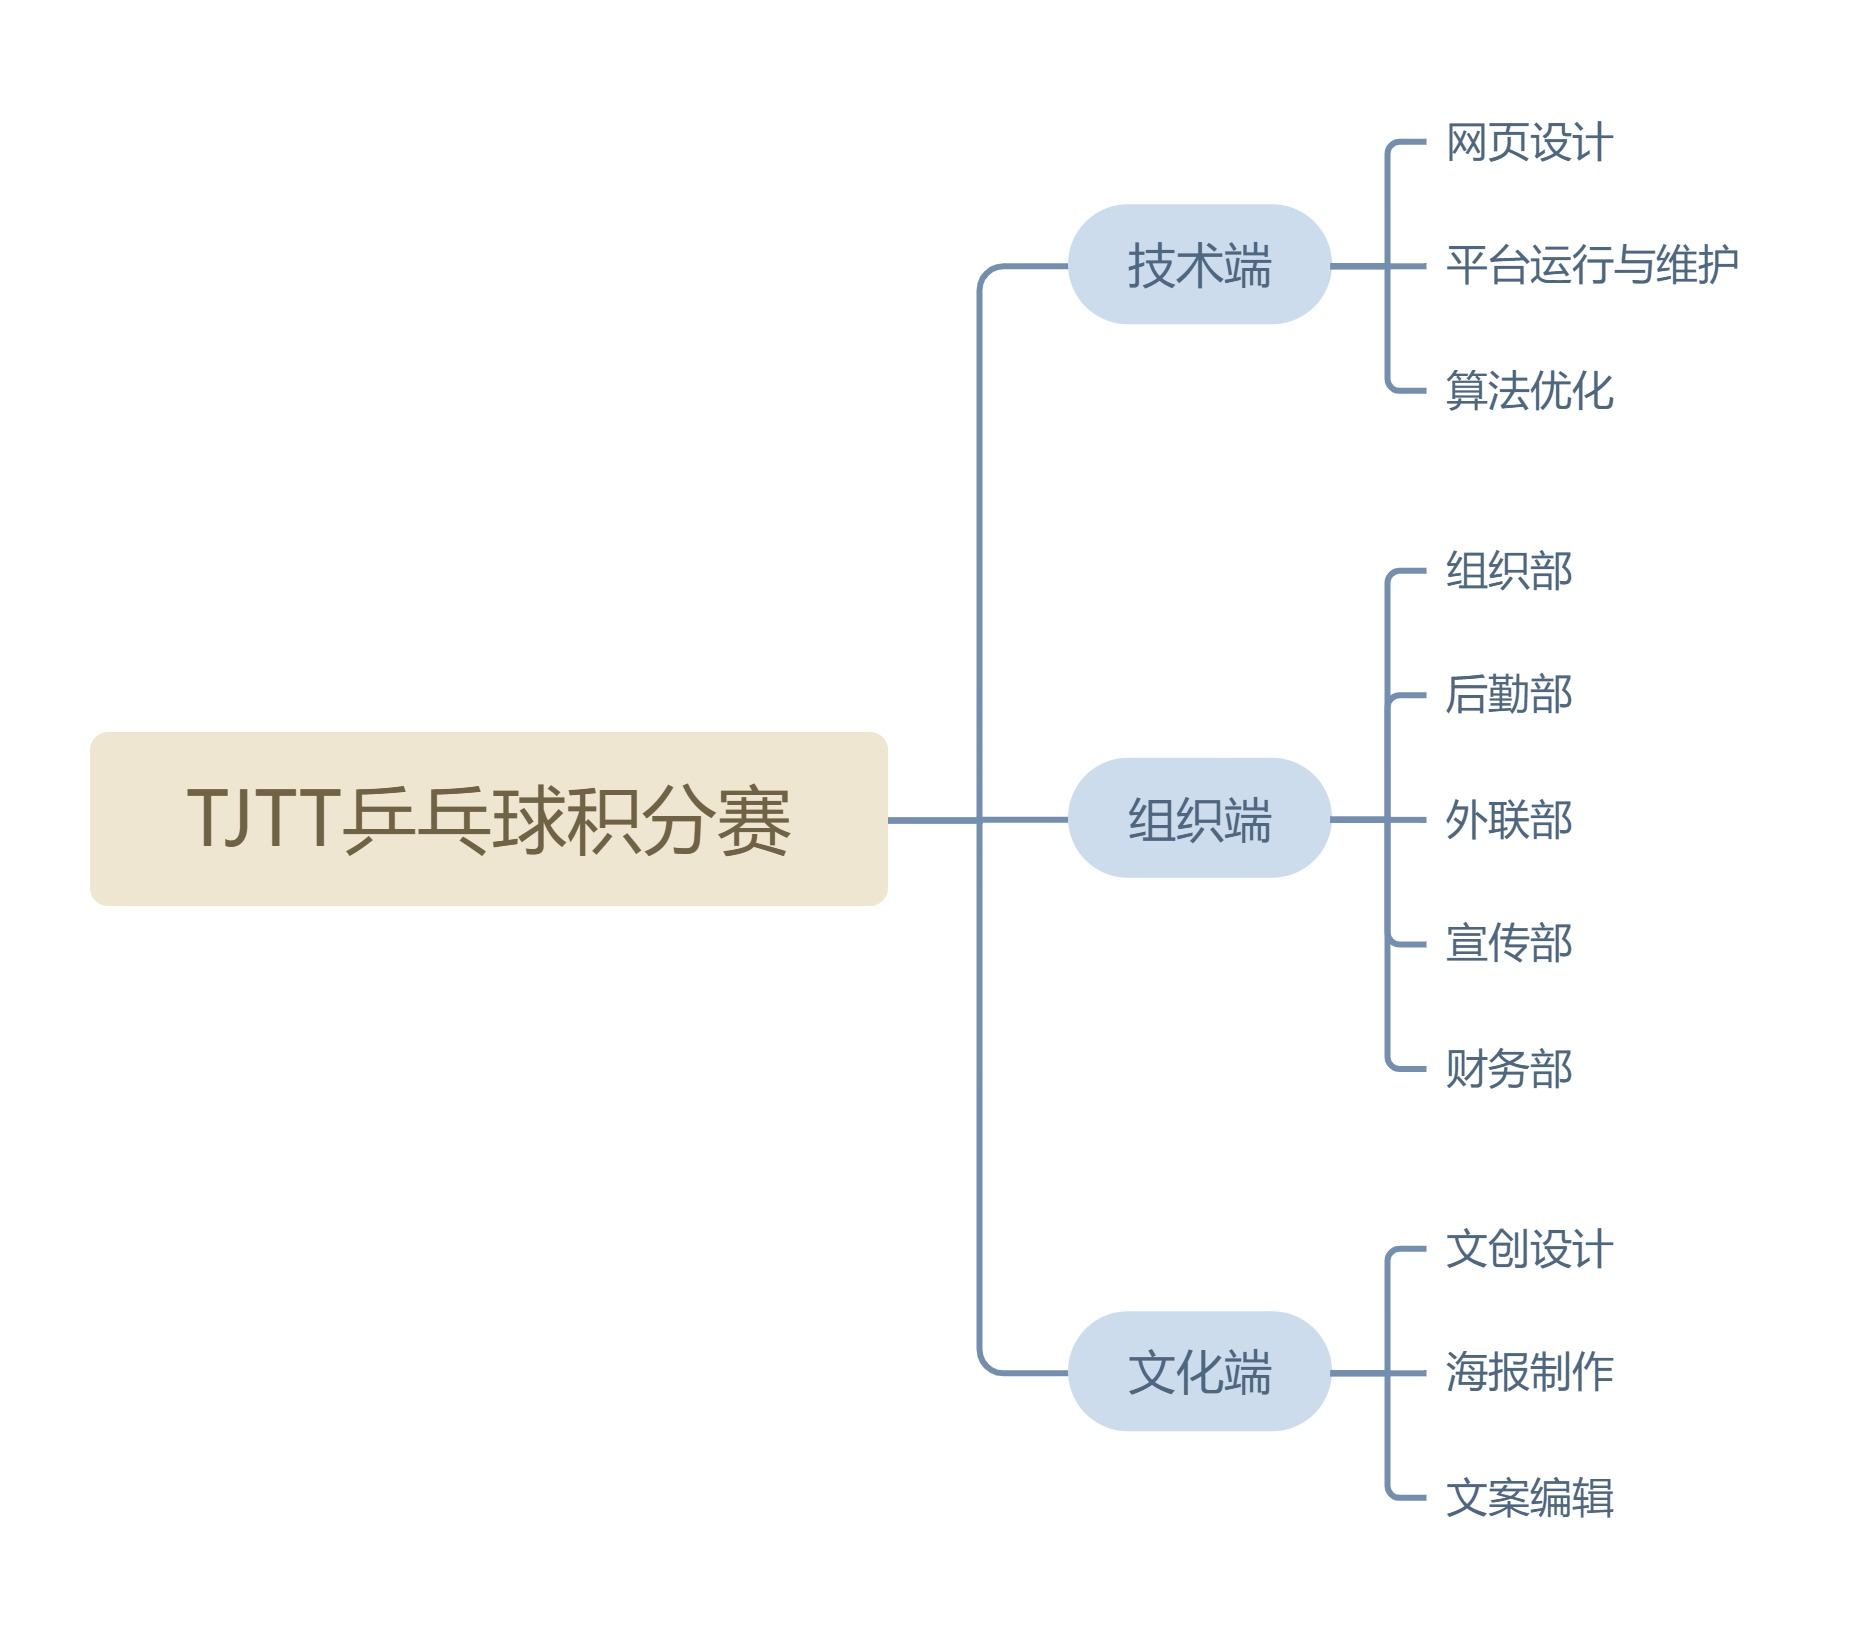 TJTT乒乓球积分赛
技术端
网页设计
平台运行与维护
算法优化
组织端
组织部
后勤部
外联部
宣传部
财务部
文化端
文创设计
海报制作
文案编辑